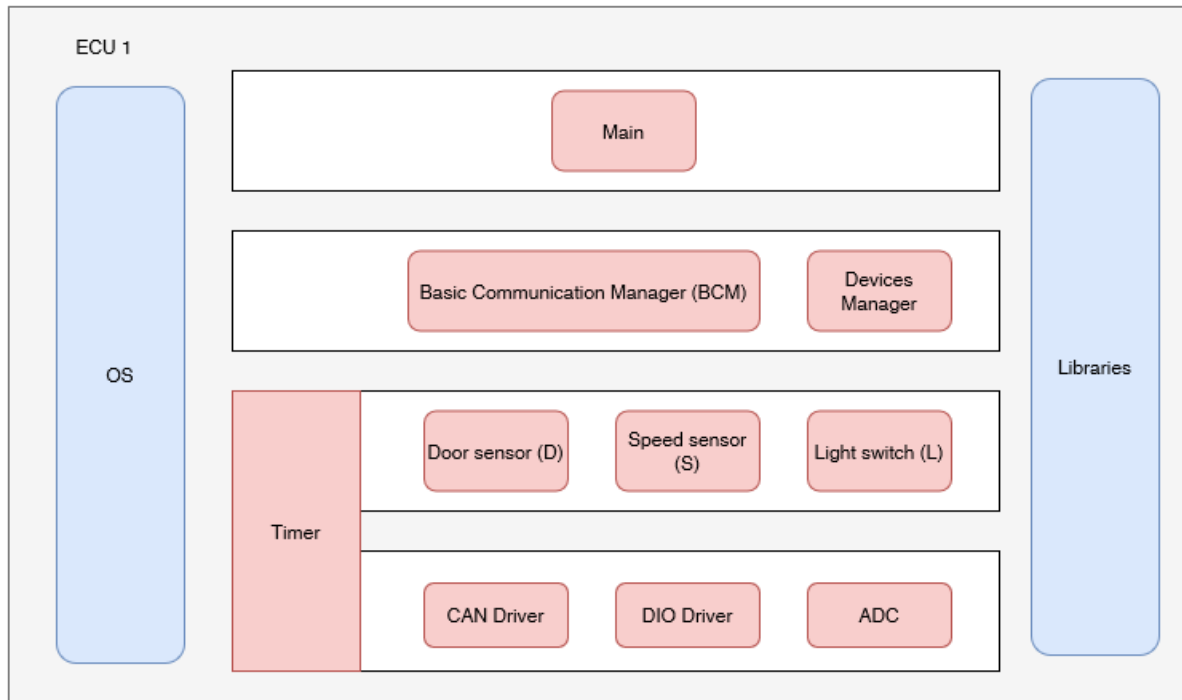 ECU 1
OS
Main
Basic Communication Manager (BCM)
Devices
Manager
Libraries
Timer
Door sensor (D)
Speed sensor
(S)
Light switch (L)
CAN Driver
DIO Driver
ADC